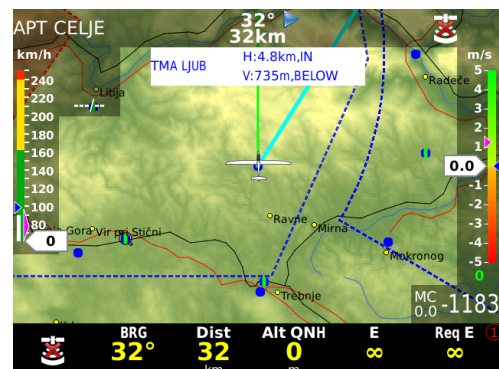 APT CELJE
32°
32km
km/h
m/s
TMA LJUB
H:4.8km,IN
V:735m,BELOW
240
220
200
180
160
140
120
100
80
0
5
4
3
2
1
0.0
-1
-2
-3
-4
-5
0
Litija
Radeče
Ravne
Mirna
Gora Vir pri Stični
Mokronog
Trebnje
MC
0.0 -1183
BRG Dist Alt QNH E Req E 1
32° 32 0 ∞ ∞
km m